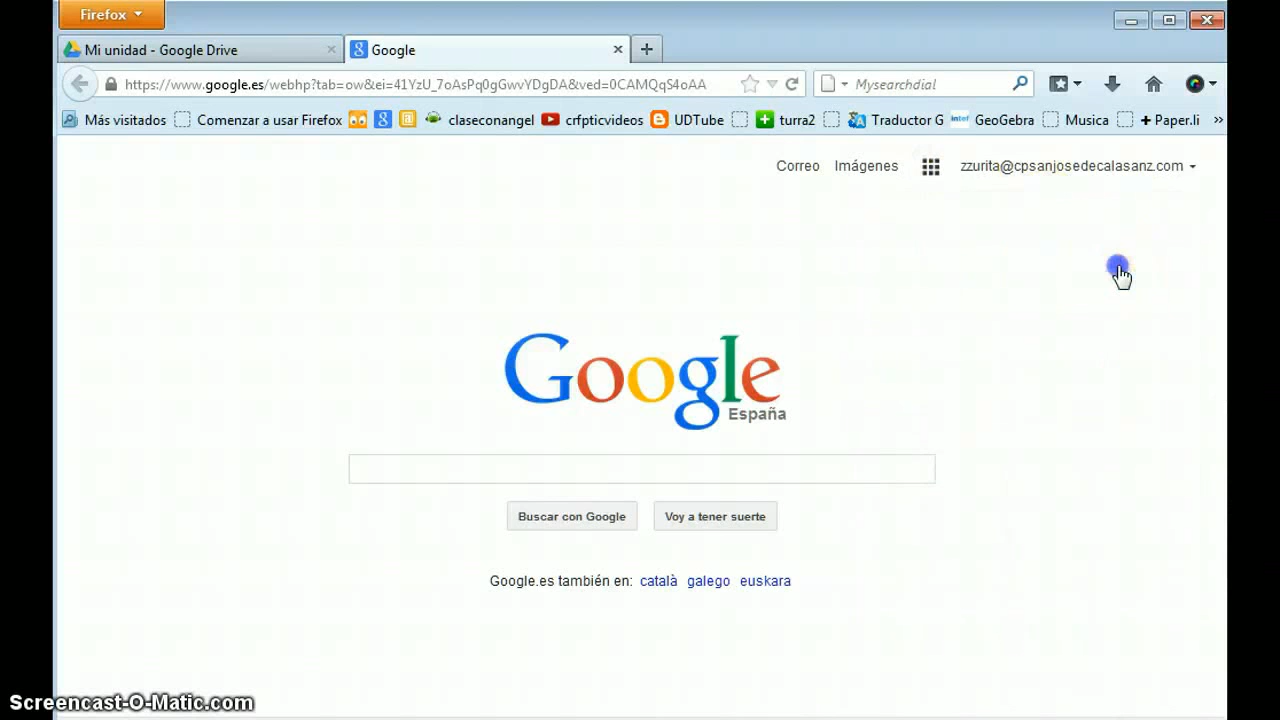 Firefox
Mi unidad - Google Drive
Google
https://www.google.es/webhp?tab=ow&ei=41YzU_7oAsPq0gGwvYDgDA&ved=0CAMQqS4oAA
Mysearchdial
Más visitados Comenzar a usar Firefox claseconangel crfpticvideos UDTube turra2 Traductor G GeoGebra Musica Paper.li »
Correo Imágenes zzurita@cpsanjosedecalasanz.com
Google
España
Buscar con Google Voy a tener suerte
Google.es también en: català galego euskara
Screencast-O-Matic.com